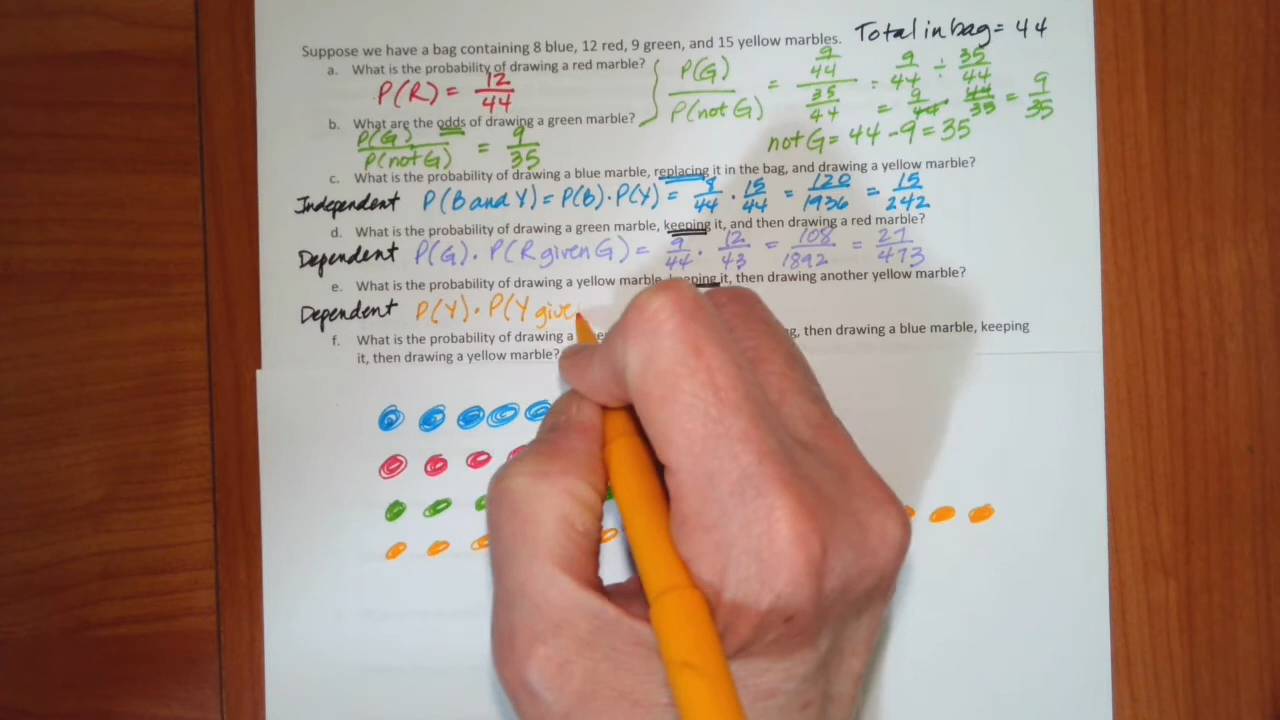 Suppose we have a bag containing 8 blue, 12 red, 9 green, and 15 yellow marbles. Total in bag = 44
a. What is the probability of drawing a red marble?
P(R) = 12/44
P(G)/P(not G) = 9/44 / 35/44 = 9/44 ÷ 35/44
= 9/44 · 44/35 = 9/35
b. What are the odds of drawing a green marble?
P(G)/P(not G) = 9/35
not G = 44 - 9 = 35
c. What is the probability of drawing a blue marble, replacing it in the bag, and drawing a yellow marble?
Independent P(B and Y) = P(B) · P(Y) = 8/44 · 15/44 = 120/1936 = 15/242
d. What is the probability of drawing a green marble, keeping it, and then drawing a red marble?
Dependent P(G) · P(R given G) = 9/44 · 12/43 = 108/1892 = 27/473
e. What is the probability of drawing a yellow marble, keeping it, then drawing another yellow marble?
Dependent P(Y) · P(Y give
f. What is the probability of drawing a then drawing a blue marble, keeping
it, then drawing a yellow marble?